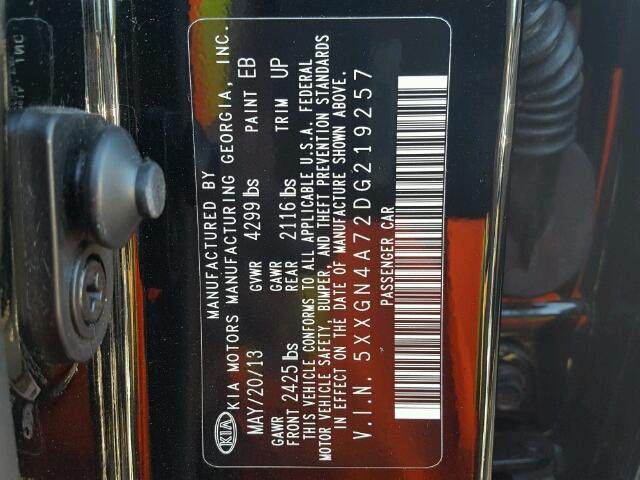 MANUFACTURED BY
KIA KIA MOTORS MANUFACTURING GEORGIA, INC.
MAY/20/13 GVWR 4299 lbs PAINT EB
GAWR FRONT 2425 lbs GAWR REAR 2116 lbs TRIM UP
THIS VEHICLE CONFORMS TO ALL APPLICABLE U.S.A. FEDERAL
MOTOR VEHICLE SAFETY, BUMPER, AND THEFT PREVENTION STANDARDS
IN EFFECT ON THE DATE OF MANUFACTURE SHOWN ABOVE.
V.I.N. 5XXGN4A72DG219257
PASSENGER CAR